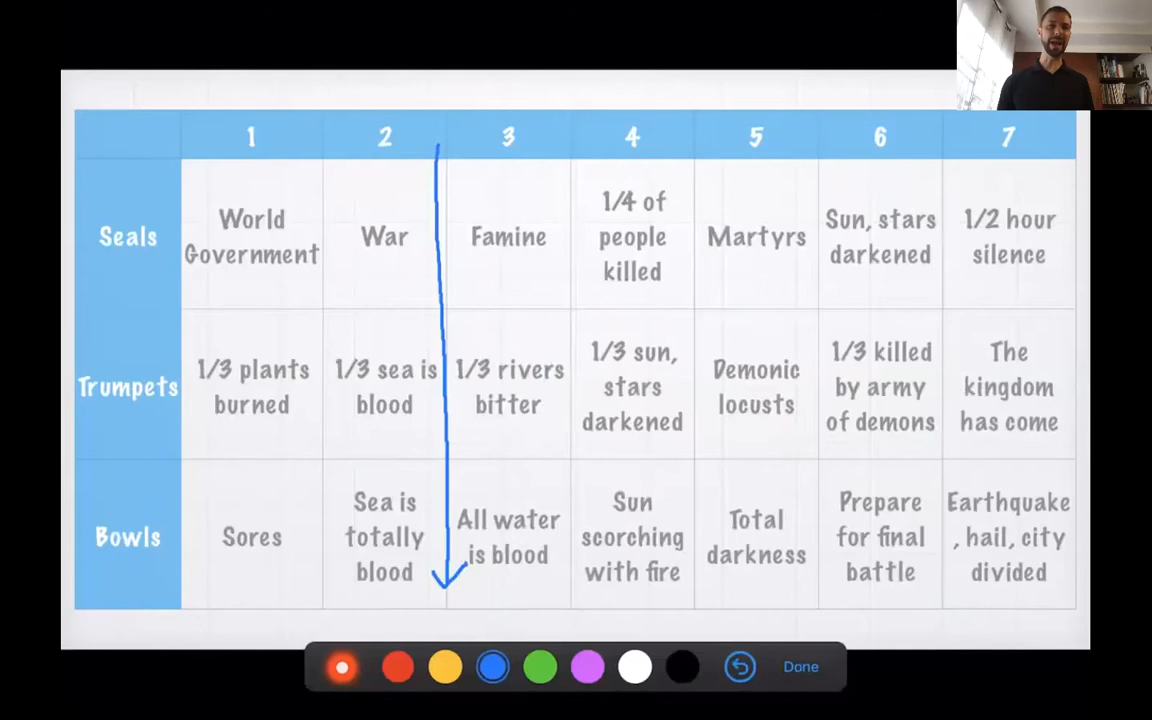 1 2 3 4 5 6 7
Seals
World
Government
War
Famine
1/4 of
people
killed
Martyrs
Sun, stars
darkened
1/2 hour
silence
Trumpets
1/3 plants
burned
1/3 sea is
blood
1/3 rivers
bitter
1/3 sun,
stars
darkened
Demonic
locusts
1/3 killed
by army
of demons
The
kingdom
has come
Bowls
Sores
Sea is
totally
blood
All water
is blood
Sun
scorching
with fire
Total
darkness
Prepare
for final
battle
Earthquake
, hail, city
divided
Done